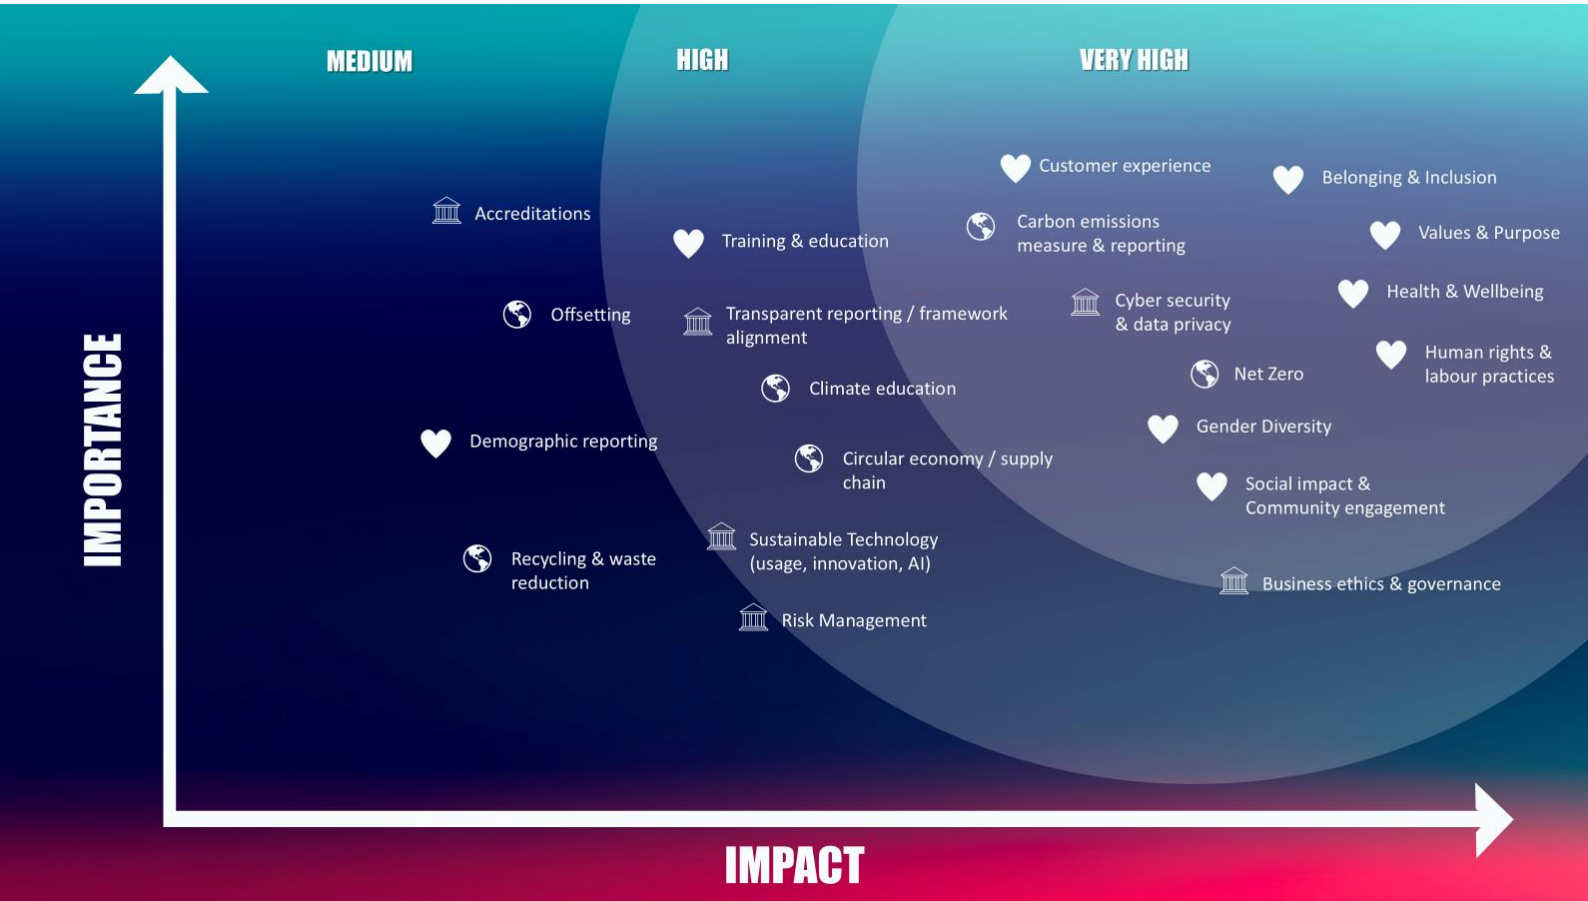 MEDIUM
HIGH
VERY HIGH
IMPORTANCE
Accreditations
Offsetting
Demographic reporting
Recycling & waste
reduction
Training & education
Transparent reporting / framework
alignment
Climate education
Circular economy / supply
chain
Sustainable Technology
(usage, innovation, AI)
Risk Management
Customer experience
Carbon emissions
measure & reporting
Cyber security
& data privacy
Net Zero
Gender Diversity
Social impact &
Community engagement
Business ethics & governance
Belonging & Inclusion
Values & Purpose
Health & Wellbeing
Human rights &
labour practices
IMPACT